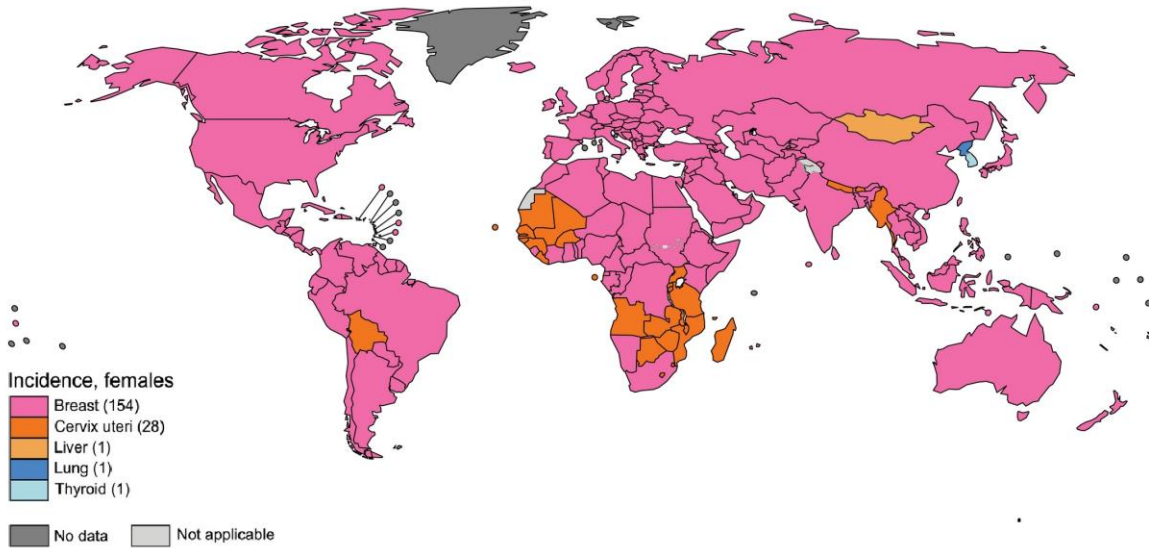 Incidence, females
Breast (154)
Cervix uteri (28)
Liver (1)
Lung (1)
Thyroid (1)
No data
Not applicable